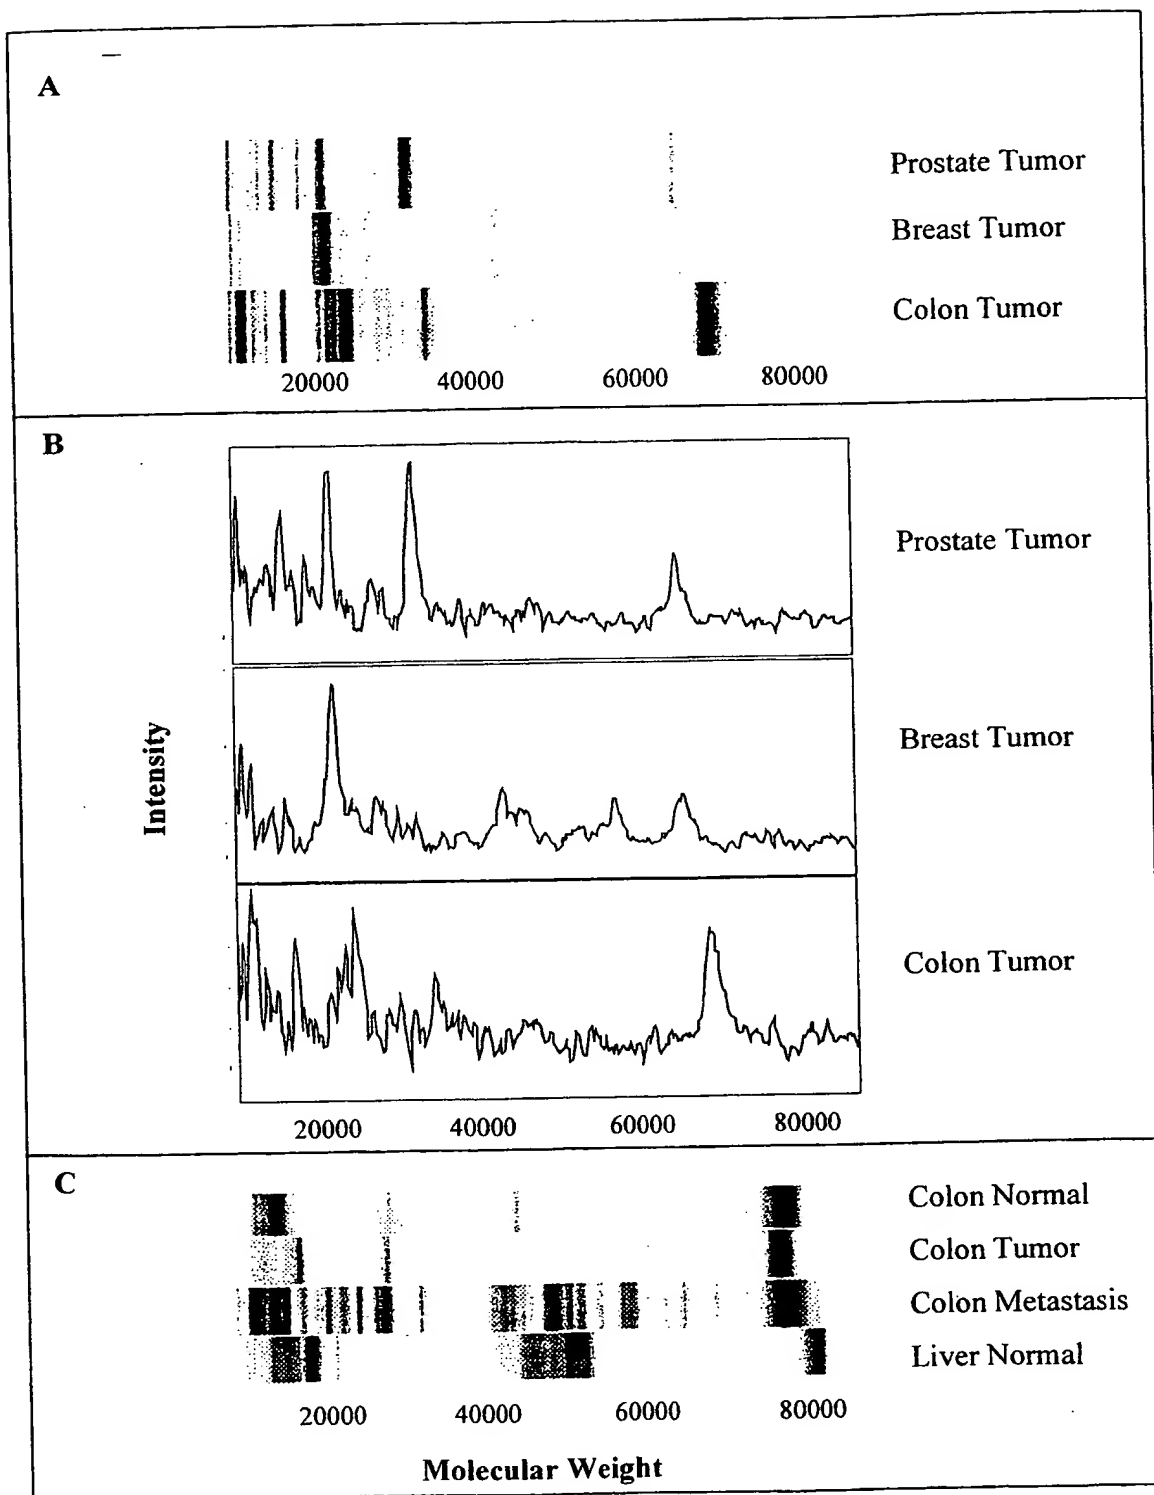 A
Prostate Tumor
Breast Tumor
Colon Tumor
20000 40000 60000 80000
B
Prostate Tumor
Breast Tumor
Intensity
Colon Tumor
20000 40000 60000 80000
C
Colon Normal
Colon Tumor
Colon Metastasis
Liver Normal
20000 40000 60000 80000
Molecular Weight